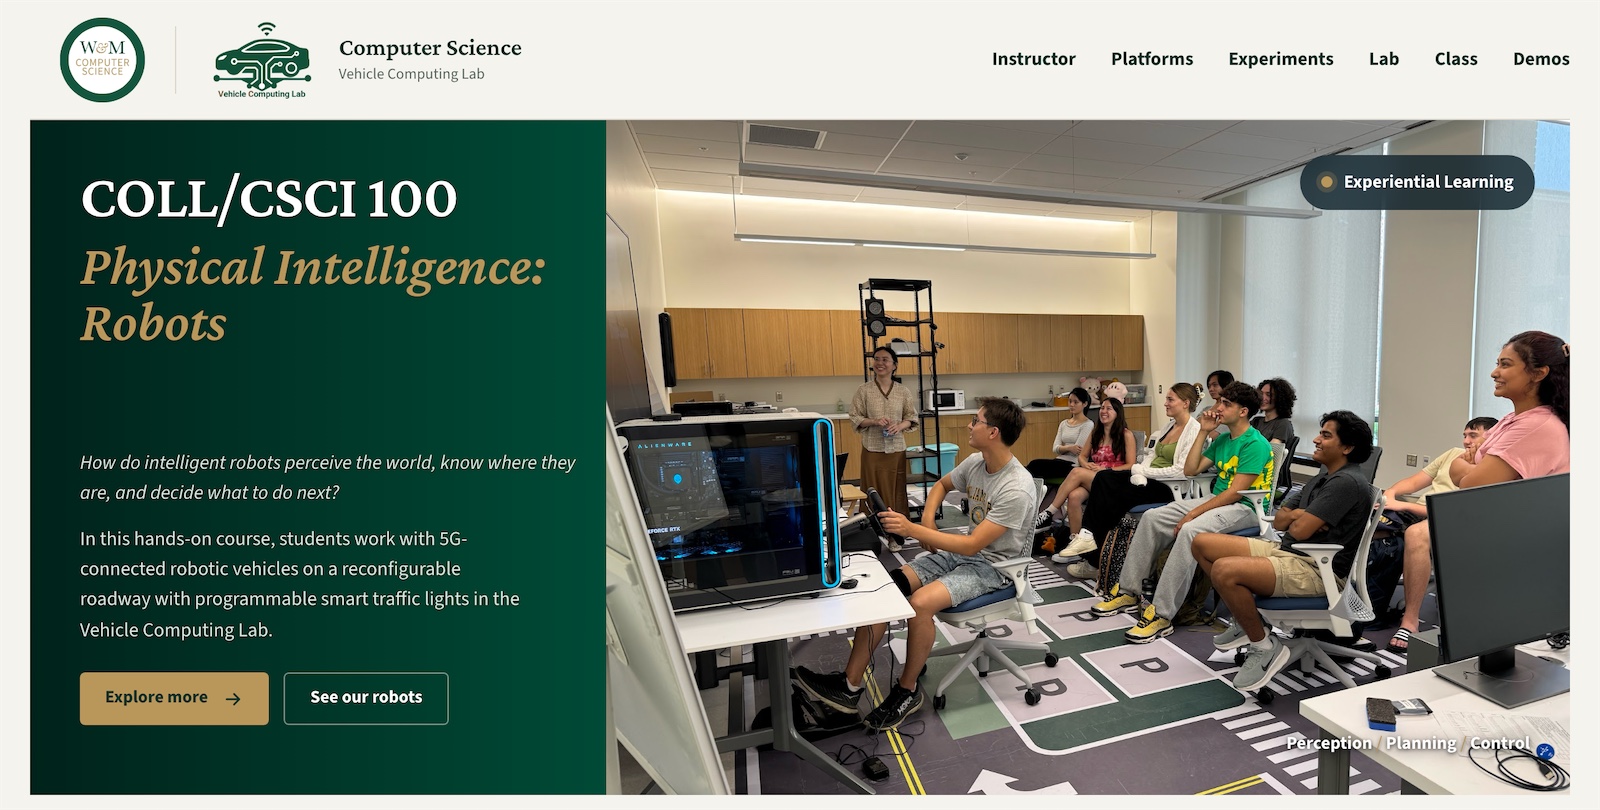 W&M
COMPUTER
SCIENCE
Vehicle Computing Lab
Computer Science
Vehicle Computing Lab
Instructor
Platforms
Experiments
Lab
Class
Demos
COLL/CSCI 100
Physical Intelligence:
Robots
How do intelligent robots perceive the world, know where they
are, and decide what to do next?
In this hands-on course, students work with 5G-
connected robotic vehicles on a reconfigurable
roadway with programmable smart traffic lights in the
Vehicle Computing Lab.
Explore more →
See our robots
Experiential Learning
ALIENWARE
GEFORCE RTX
P
P
P
R
Perception / Planning / Control